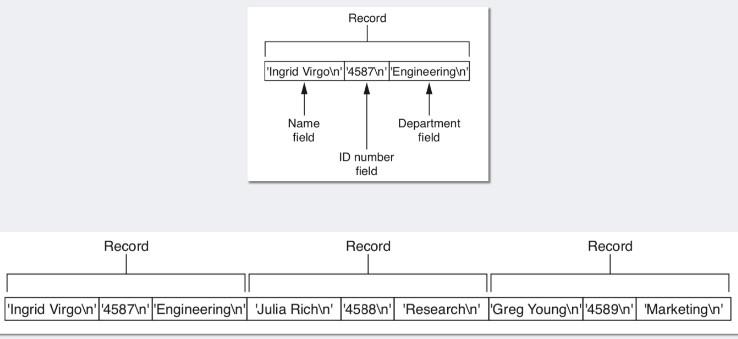 Record
'Ingrid Virgo\n' '4587\n' 'Engineering\n'
Name field
Department field
ID number field
Record Record Record
'Ingrid Virgo\n' '4587\n' 'Engineering\n' 'Julia Rich\n' '4588\n' 'Research\n' 'Greg Young\n' '4589\n' 'Marketing\n'